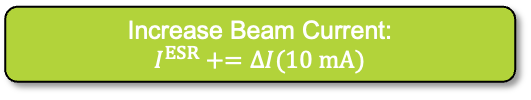 Increase Beam Current:
I^ESR += ΔI(10 mA)